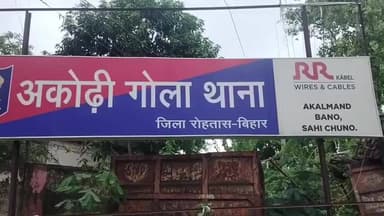 अकोढ़ी गोला थाना
जिला रोहतास-बिहार
RR KABEL
WIRES & CABLES
AKALMAND
BANO,
SAHI CHUNO.